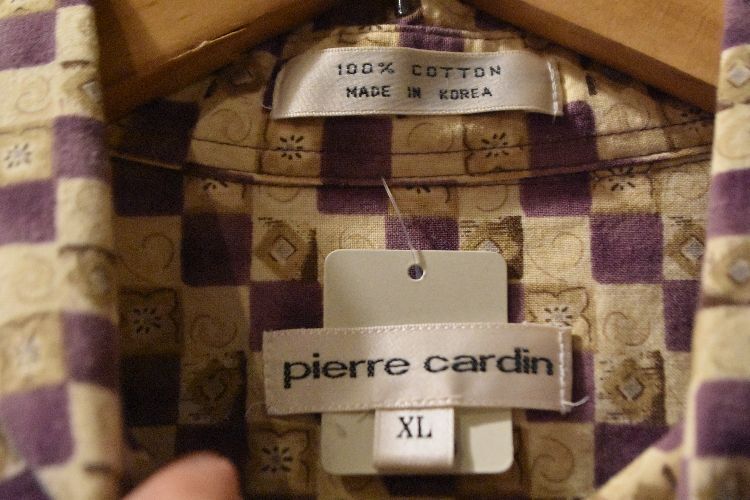 100% COTTON
MADE IN KOREA
pierre cardin
XL